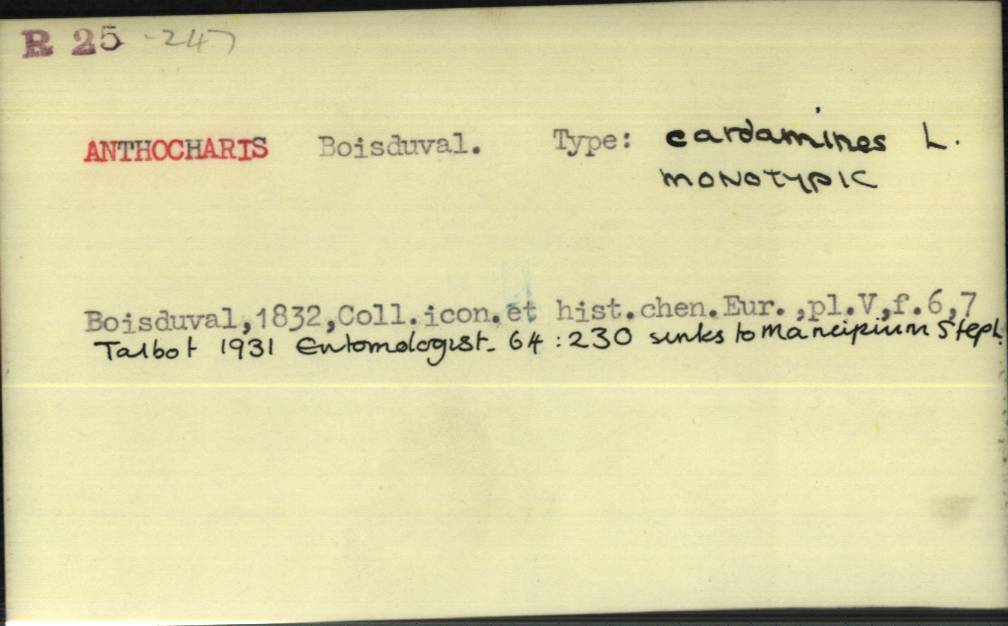 R 25 -247
ANTHOCHARIS Boisduval. Type: cardamines L.
MONOTYPIC
Boisduval,1832,Coll.icon.et hist.chen.Eur.,pl.V,f.6,7
Talbot 1931 Entomologist. 64:230 sinks to Mancipium Steph.